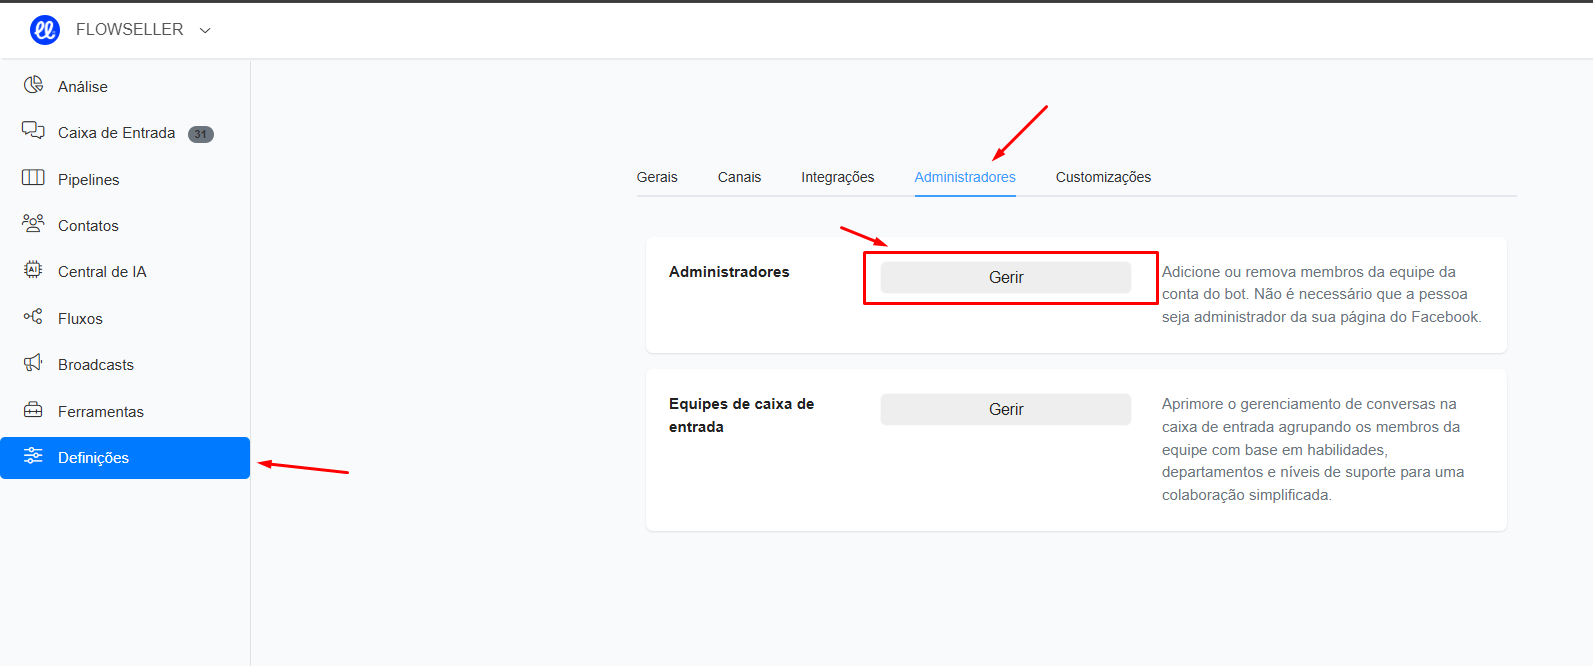 FLOWSELLER
Análise
Caixa de Entrada 31
Pipelines
Contatos
Central de IA
Fluxos
Broadcasts
Ferramentas
Definições
Gerais Canais Integrações Administradores Customizações
Administradores
Gerir
Adicione ou remova membros da equipe da
conta do bot. Não é necessário que a pessoa
seja administrador da sua página do Facebook.
Equipes de caixa de
entrada
Gerir
Aprimore o gerenciamento de conversas na
caixa de entrada agrupando os membros da
equipe com base em habilidades,
departamentos e níveis de suporte para uma
colaboração simplificada.